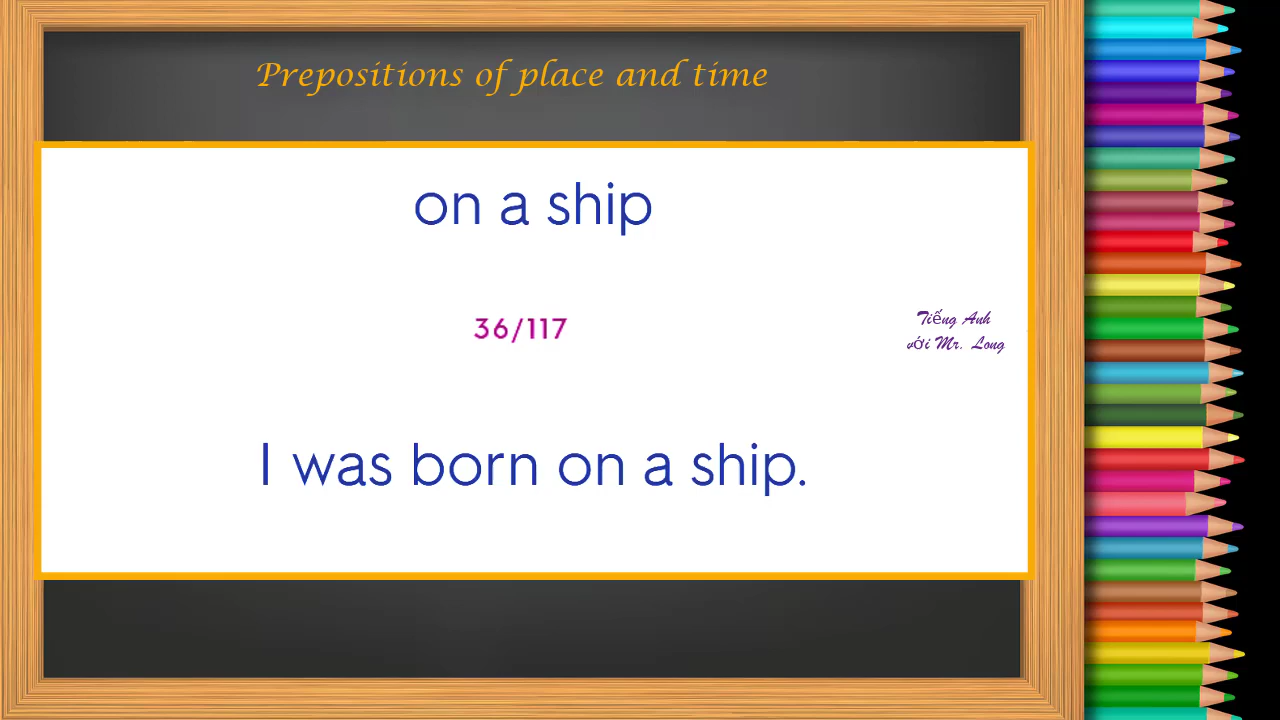 Prepositions of place and time
on a ship
36/117
Tiếng Anh
với Mr. Long
I was born on a ship.